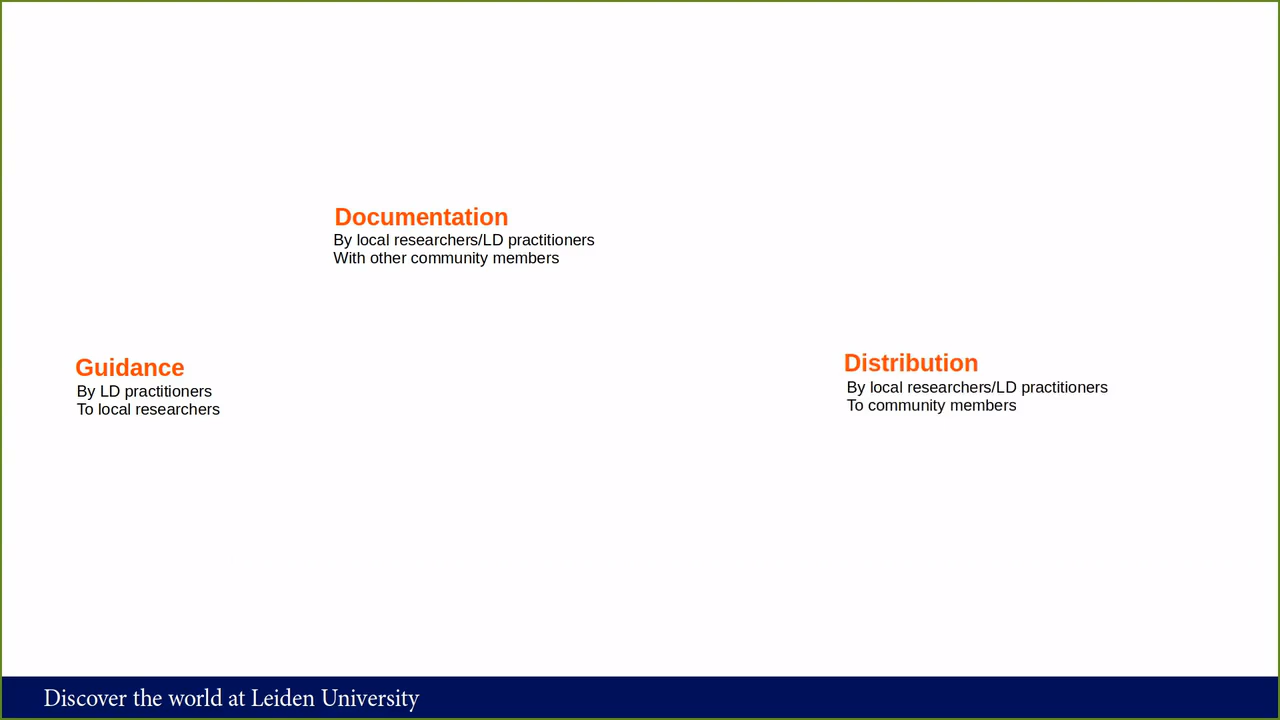 Documentation
By local researchers/LD practitioners
With other community members
Guidance
By LD practitioners
To local researchers
Distribution
By local researchers/LD practitioners
To community members
Discover the world at Leiden University